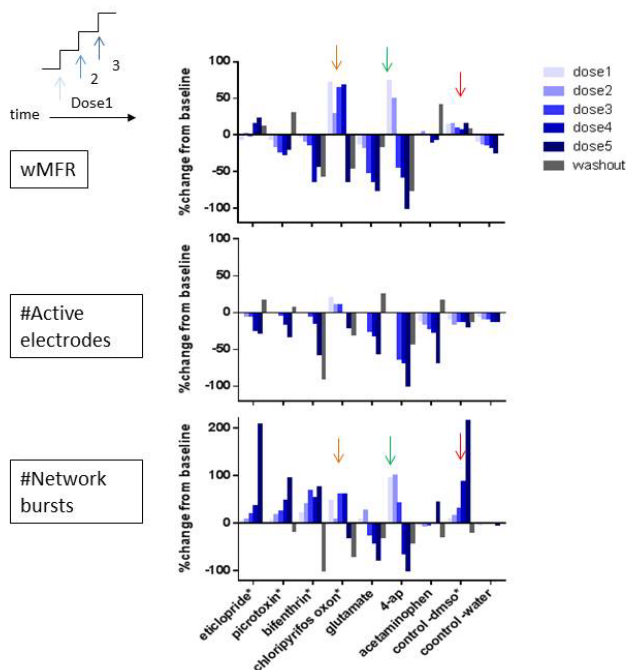 3
2
Dose1
time
wMFR
%change from baseline
100
50
0
-50
-100
dose1
dose2
dose3
dose4
dose5
washout
#Active
electrodes
%change from baseline
100
50
0
-50
-100
#Network
bursts
%change from baseline
200
100
0
-100
eticlopride*
picrotoxin*
bifenthrin*
chloripyrifos oxon*
glutamate
4-ap
acetaminophen
control -dmso*
coontrol -water